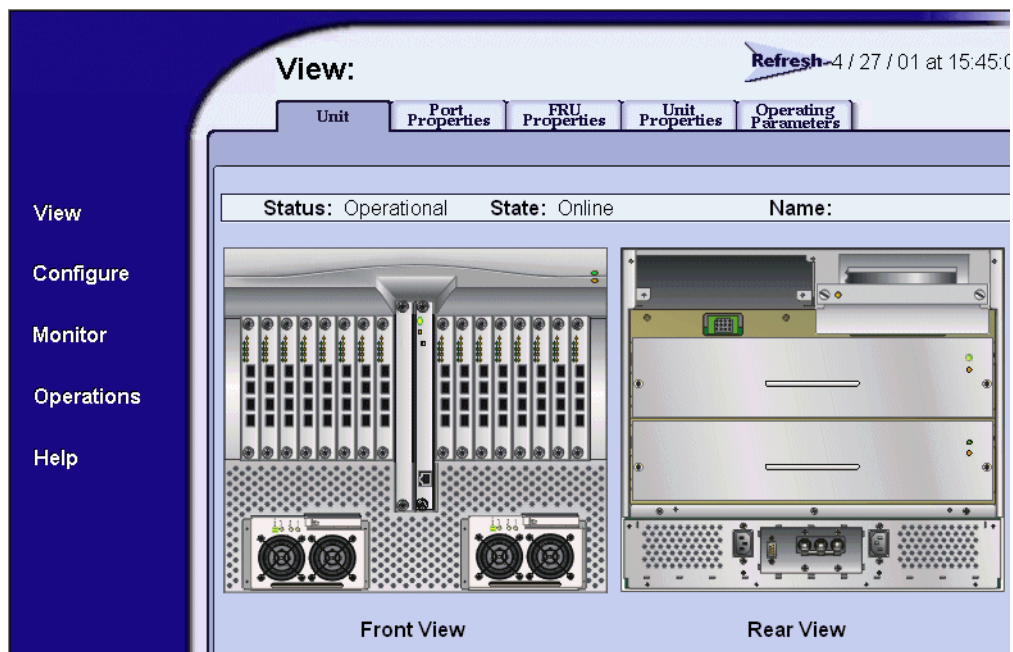 View:
Refresh-4 / 27 / 01 at 15:45:0
Unit
Port Properties
FRU Properties
Unit Properties
Operating Parameters
View
Configure
Monitor
Operations
Help
Status: Operational State: Online Name:
Front View
Rear View